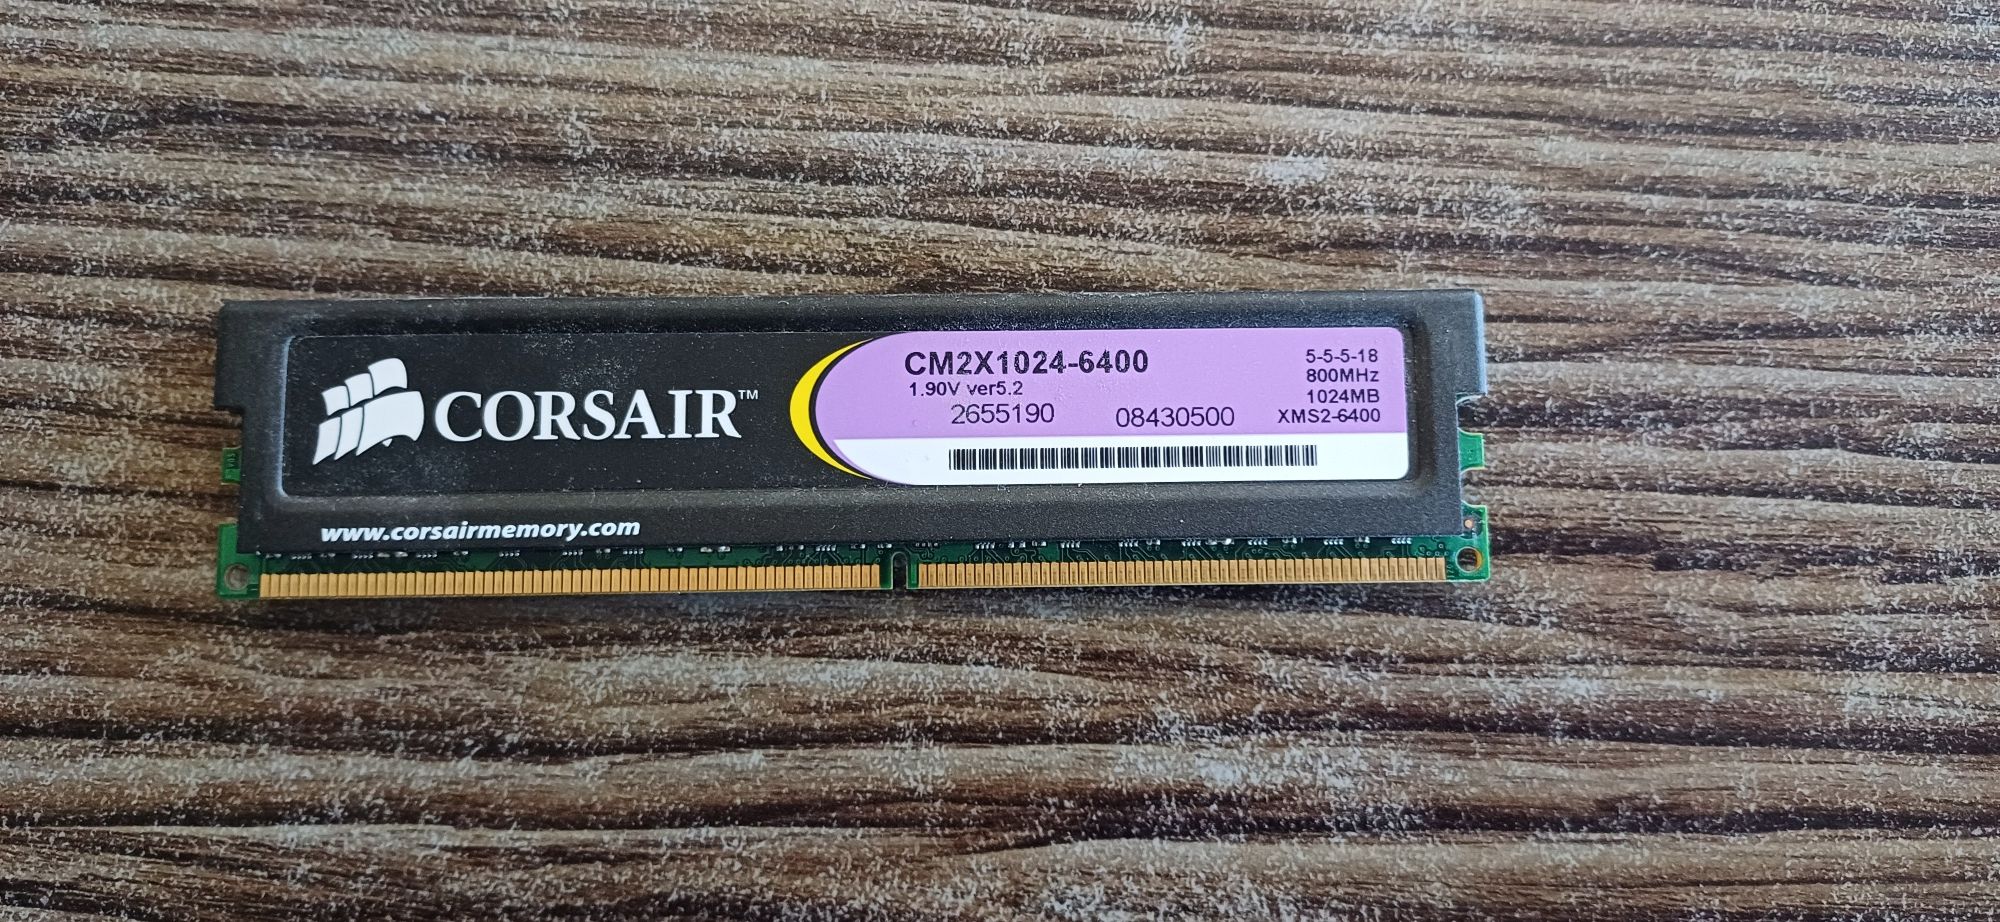 CORSAIR™
www.corsairmemory.com
CM2X1024-6400
1.90V ver5.2
2655190 08430500
5-5-5-18
800MHz
1024MB
XMS2-6400